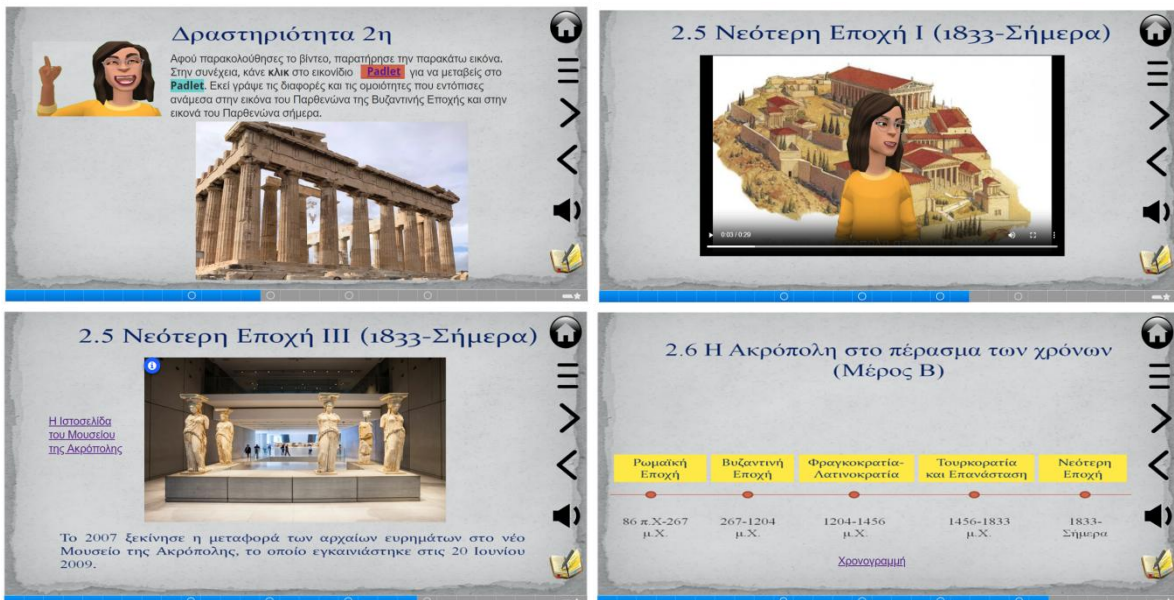 Δραστηριότητα 2η
Αφού παρακολούθησες το βίντεο, παρατήρησε την παρακάτω εικόνα.
Στην συνέχεια, κάνε κλικ στο εικονίδιο Padlet για να μεταβείς στο
Padlet. Εκεί γράψε τις διαφορές και τις ομοιότητες που εντόπισες
ανάμεσα στην εικόνα του Παρθενώνα της Βυζαντινής Εποχής και στην
εικονά του Παρθενώνα σήμερα.
2.5 Νεότερη Εποχή Ι (1833-Σήμερα)
0:03 / 0:29
2.5 Νεότερη Εποχή ΙΙΙ (1833-Σήμερα)
Η Ιστοσελίδα
του Μουσείου
της Ακρόπολης
Το 2007 ξεκίνησε η μεταφορά των αρχαίων ευρημάτων στο νέο
Μουσείο της Ακρόπολης, το οποίο εγκαινιάστηκε στις 20 Ιουνίου
2009.
2.6 Η Ακρόπολη στο πέρασμα των χρόνων
(Μέρος Β)
Ρωμαϊκή
Εποχή
Βυζαντινή
Εποχή
Φραγκοκρατία-
Λατινοκρατία
Τουρκορατία
και Επανάσταση
Νεότερη
Εποχή
86 π.Χ-267
μ.Χ.
267-1204
μ.Χ.
1204-1456
μ.Χ.
1456-1833
μ.Χ.
1833-
Σήμερα
Χρονογραμμή